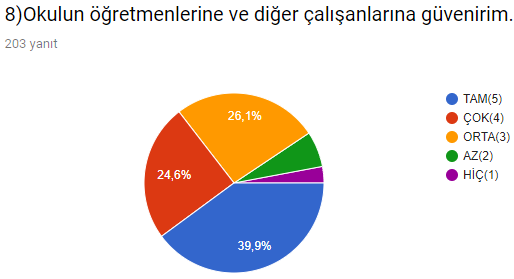 8)Okulun öğretmenlerine ve diğer çalışanlarına güvenirim.
203 yanıt
TAM(5)
ÇOK(4)
ORTA(3)
AZ(2)
HİÇ(1)
26,1%
24,6%
39,9%